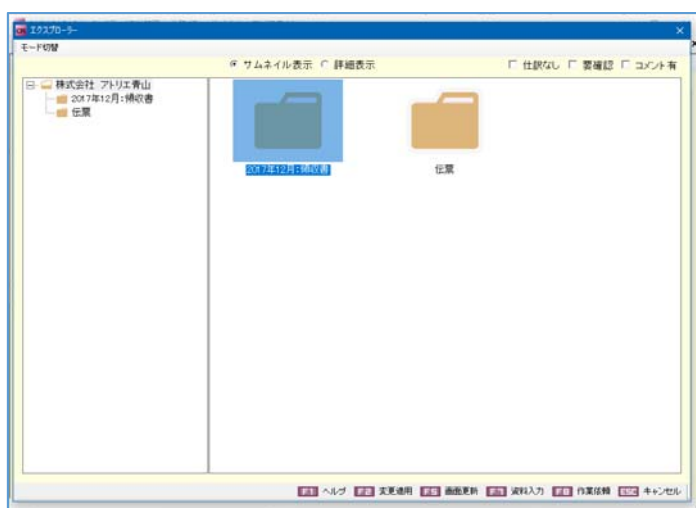 エクスプローラー
モード切替
サムネイル表示 詳細表示 仕訳なし 要確認 コメント有
株式会社 アトリエ青山
2017年12月:領収書
伝票
2017年12月:領収書 伝票
F1 ヘルプ F2 変更適用 F5 画面更新 資料入力 作業依頼 ESC キャンセル